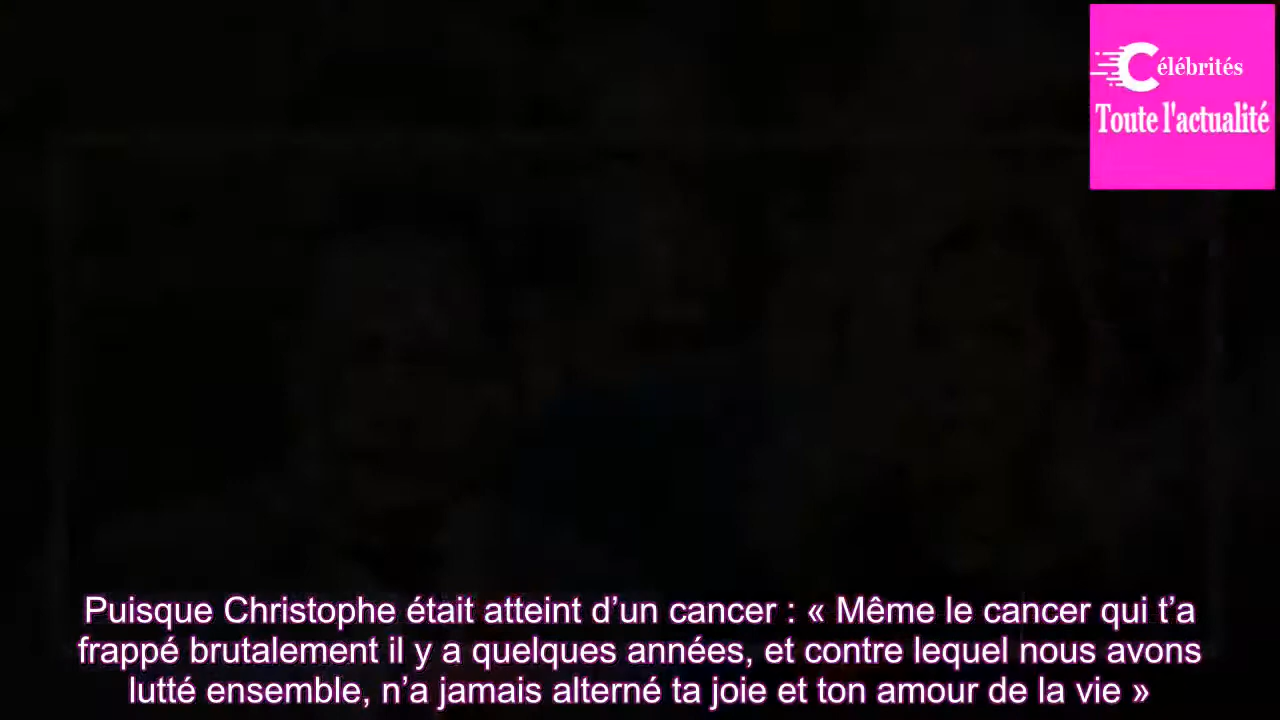 Célébrités
Toute l'actualité
Puisque Christophe était atteint d’un cancer : « Même le cancer qui t’a
frappé brutalement il y a quelques années, et contre lequel nous avons
lutté ensemble, n’a jamais alterné ta joie et ton amour de la vie »